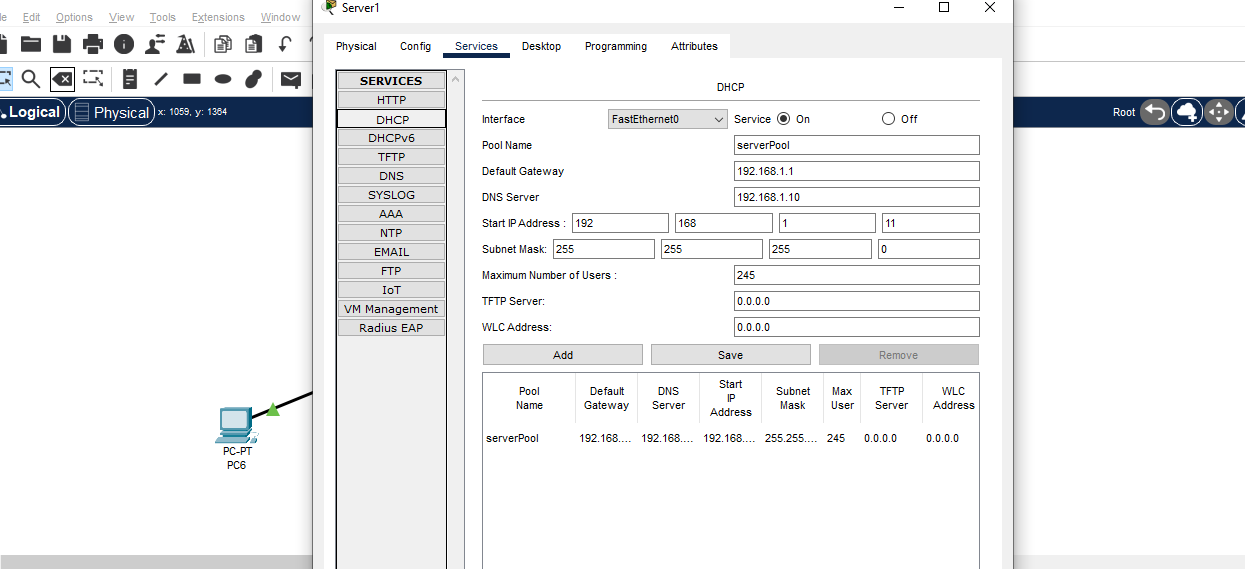 Server1
Edit Options View Tools Extensions Window
Physical Config Services Desktop Programming Attributes
Logical Physical x: 1059, y: 1384
Root
SERVICES
HTTP
DHCP
DHCPv6
TFTP
DNS
SYSLOG
AAA
NTP
EMAIL
FTP
IoT
VM Management
Radius EAP
DHCP
Interface FastEthernet0 Service On Off
Pool Name serverPool
Default Gateway 192.168.1.1
DNS Server 192.168.1.10
Start IP Address : 192 168 1 11
Subnet Mask: 255 255 255 0
Maximum Number of Users : 245
TFTP Server: 0.0.0.0
WLC Address: 0.0.0.0
Add Save Remove
Pool Name Default Gateway DNS Server Start IP Address Subnet Mask Max User TFTP Server WLC Address
serverPool 192.168.... 192.168.... 192.168.... 255.255.... 245 0.0.0.0 0.0.0.0
PC-PT
PC6